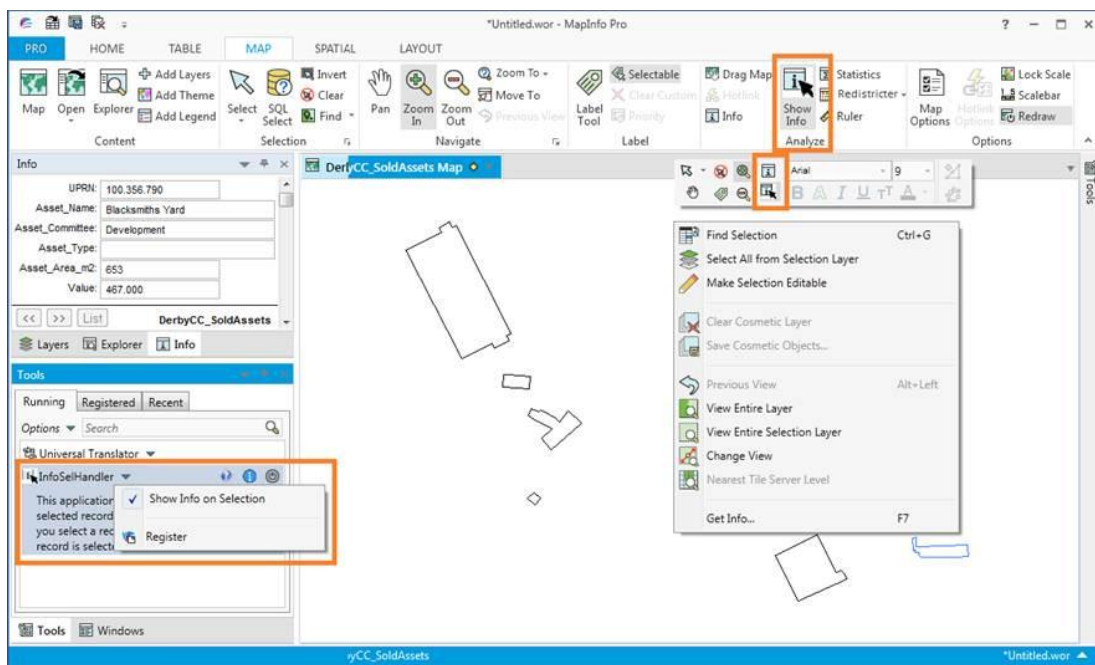 *Untitled.wor - MapInfo Pro
PRO HOME TABLE MAP SPATIAL LAYOUT
Map Open Explorer Add Layers Add Theme Add Legend
Content
Select SQL Select Invert Clear Find
Selection
Pan Zoom In Zoom Out Zoom To Move To Previous View
Navigate
Label Tool Selectable Clear Custom Priority
Label
Drag Map Hotlink Info Show Info Statistics Redistricter Ruler
Analyze
Map Options Hotlink Options Lock Scale Scalebar Redraw
Options
Info
UPRN: 100.356.790
Asset_Name: Blacksmiths Yard
Asset_Committee: Development
Asset_Type:
Asset_Area_m2: 653
Value: 467.000
<< >> List DerbyCC_SoldAssets
Layers Explorer Info
Tools
Running Registered Recent
Options Search
Universal Translator
InfoSelHandler
This application
selected record
you select a rec
record is selecte
Show Info on Selection
Register
Tools Windows
DerbyCC_SoldAssets Map
Arial 9
B A I U TT A
Find Selection Ctrl+G
Select All from Selection Layer
Make Selection Editable
Clear Cosmetic Layer
Save Cosmetic Objects...
Previous View Alt+Left
View Entire Layer
View Entire Selection Layer
Change View
Nearest Tile Server Level
Get Info... F7
Tools
yCC_SoldAssets *Untitled.wor